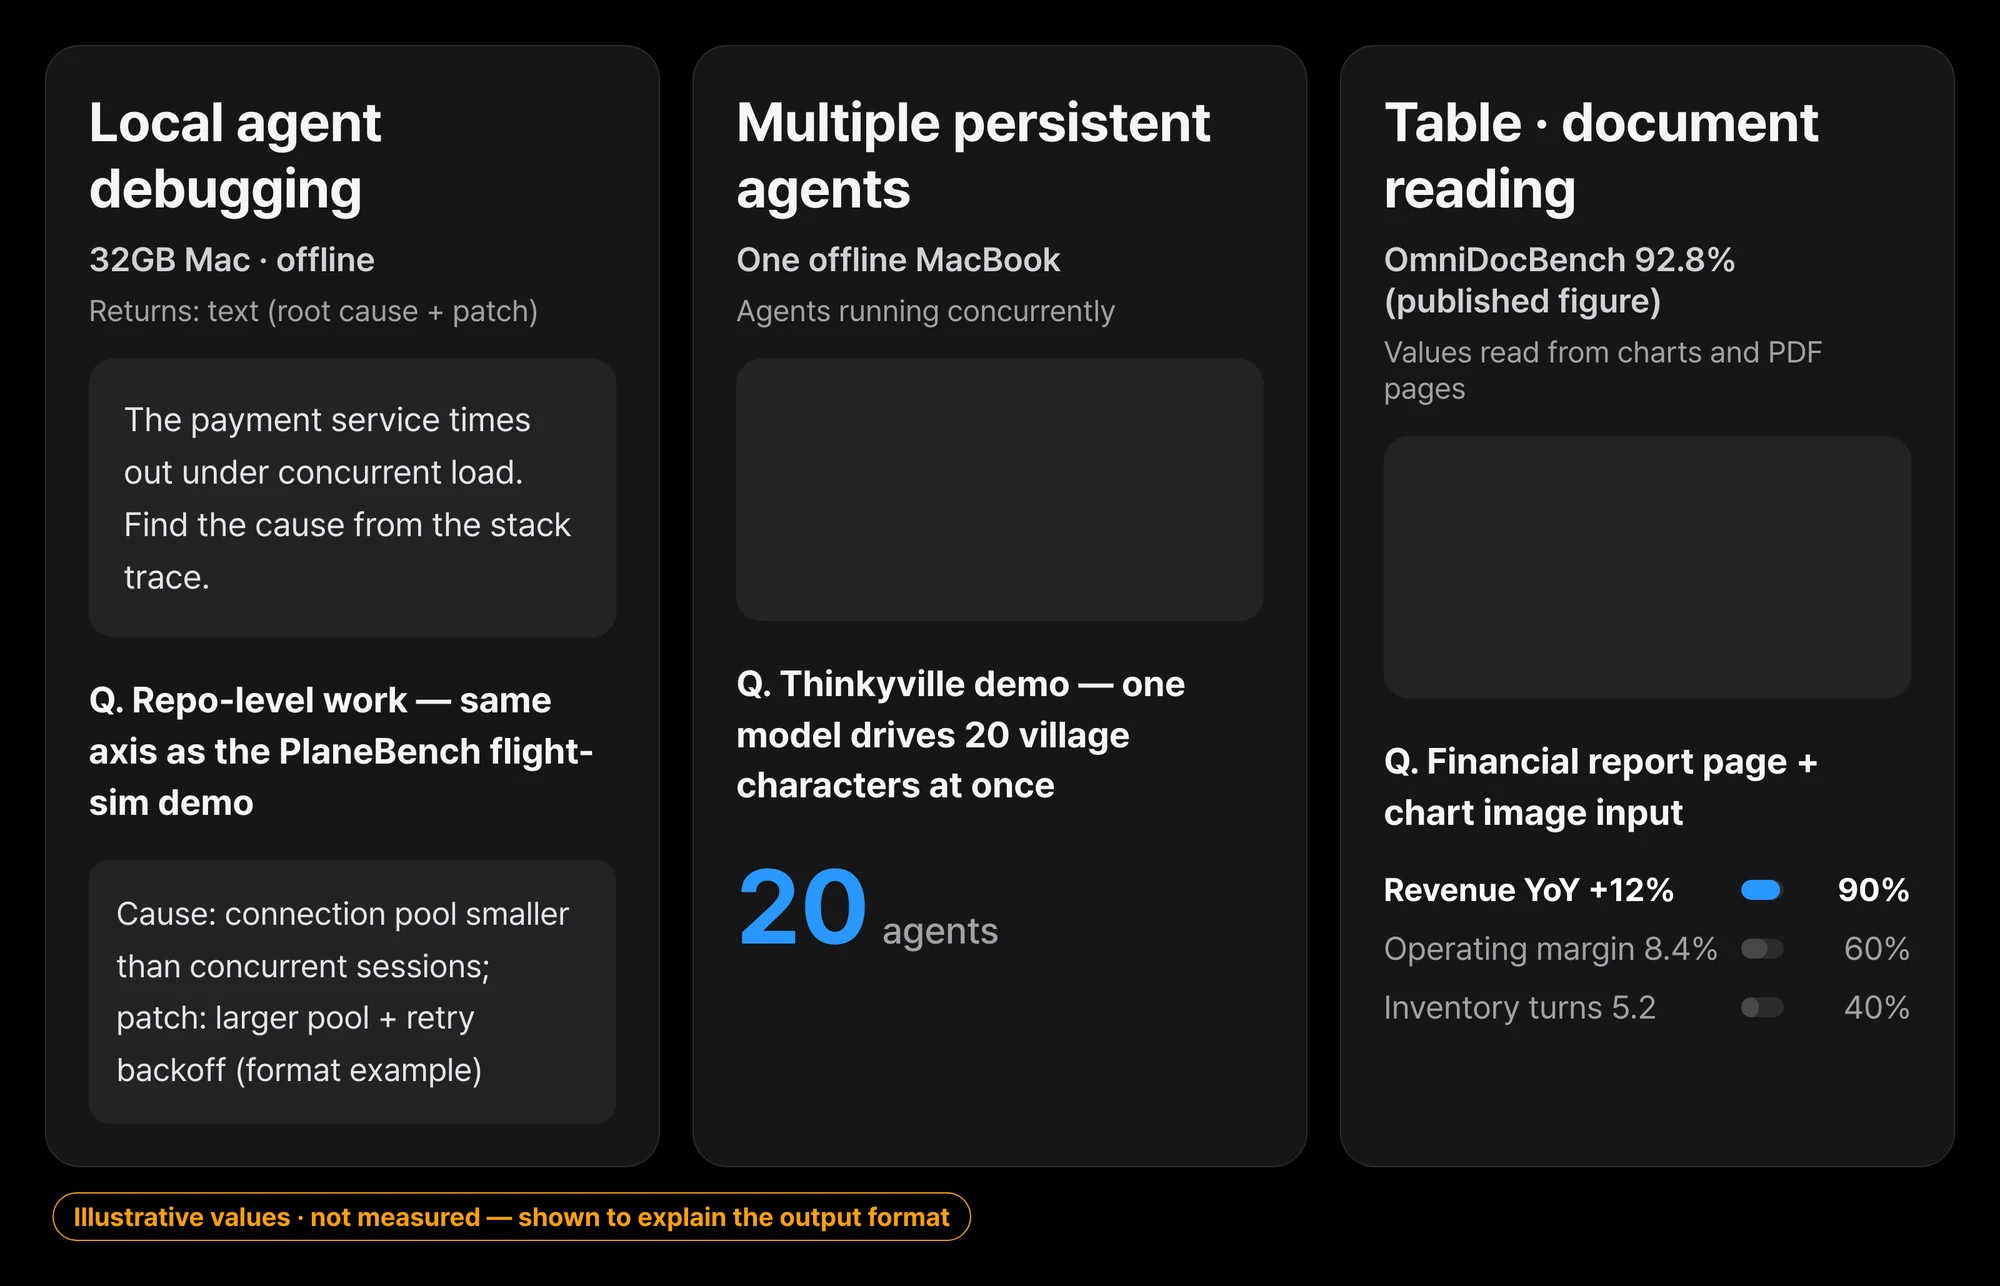 Local agent
debugging
32GB Mac · offline
Returns: text (root cause + patch)
The payment service times
out under concurrent load.
Find the cause from the stack
trace.
Q. Repo-level work — same
axis as the PlaneBench flight-
sim demo
Cause: connection pool smaller
than concurrent sessions;
patch: larger pool + retry
backoff (format example)
Multiple persistent
agents
One offline MacBook
Agents running concurrently
Q. Thinkyville demo — one
model drives 20 village
characters at once
20 agents
Table · document
reading
OmniDocBench 92.8%
(published figure)
Values read from charts and PDF
pages
Q. Financial report page +
chart image input
Revenue YoY +12% 90%
Operating margin 8.4% 60%
Inventory turns 5.2 40%
Illustrative values · not measured — shown to explain the output format